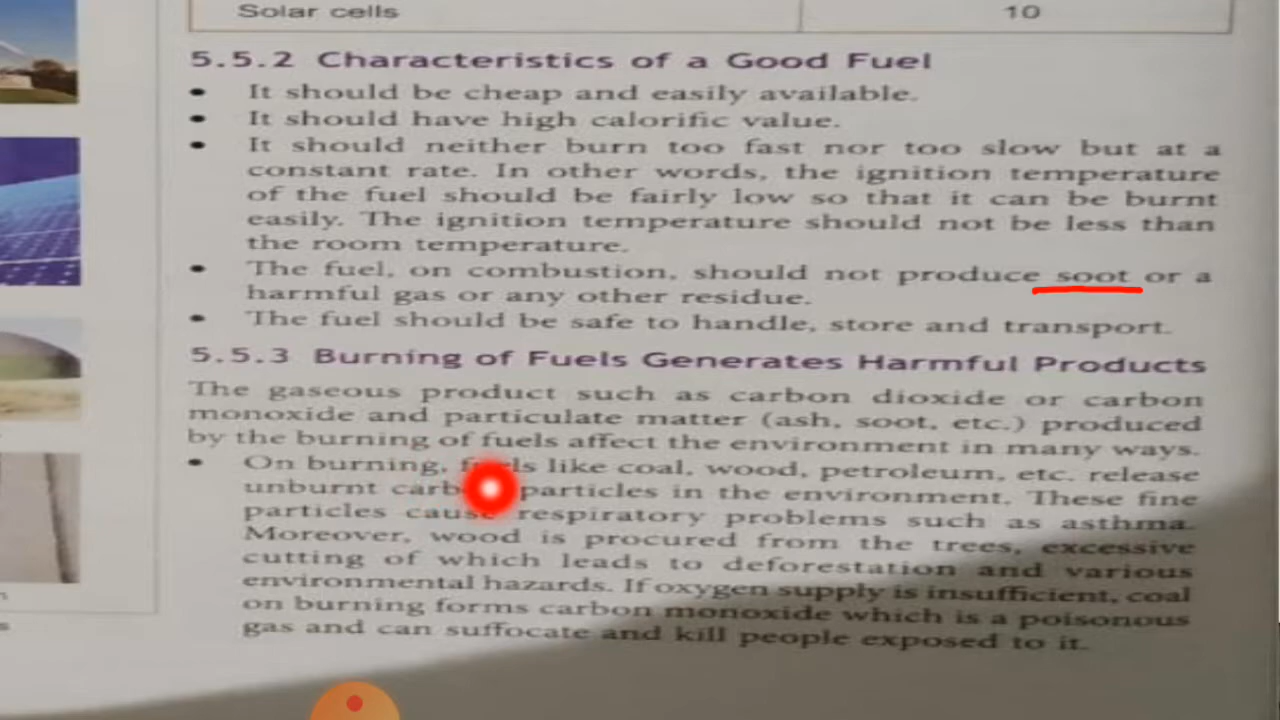 Solar cells 10
5.5.2 Characteristics of a Good Fuel
• It should be cheap and easily available.
• It should have high calorific value.
• It should neither burn too fast nor too slow but at a
constant rate. In other words, the ignition temperature
of the fuel should be fairly low so that it can be burnt
easily. The ignition temperature should not be less than
the room temperature.
• The fuel, on combustion, should not produce soot or a
harmful gas or any other residue.
• The fuel should be safe to handle, store and transport.
5.5.3 Burning of Fuels Generates Harmful Products
The gaseous product such as carbon dioxide or carbon
monoxide and particulate matter (ash, soot, etc.) produced
by the burning of fuels affect the environment in many ways.
• On burning, fuels like coal, wood, petroleum, etc. release
unburnt carbon particles in the environment. These fine
particles cause respiratory problems such as asthma.
Moreover, wood is procured from the trees, excessive
cutting of which leads to deforestation and various
environmental hazards. If oxygen supply is insufficient, coal
on burning forms carbon monoxide which is a poisonous
gas and can suffocate and kill people exposed to it.